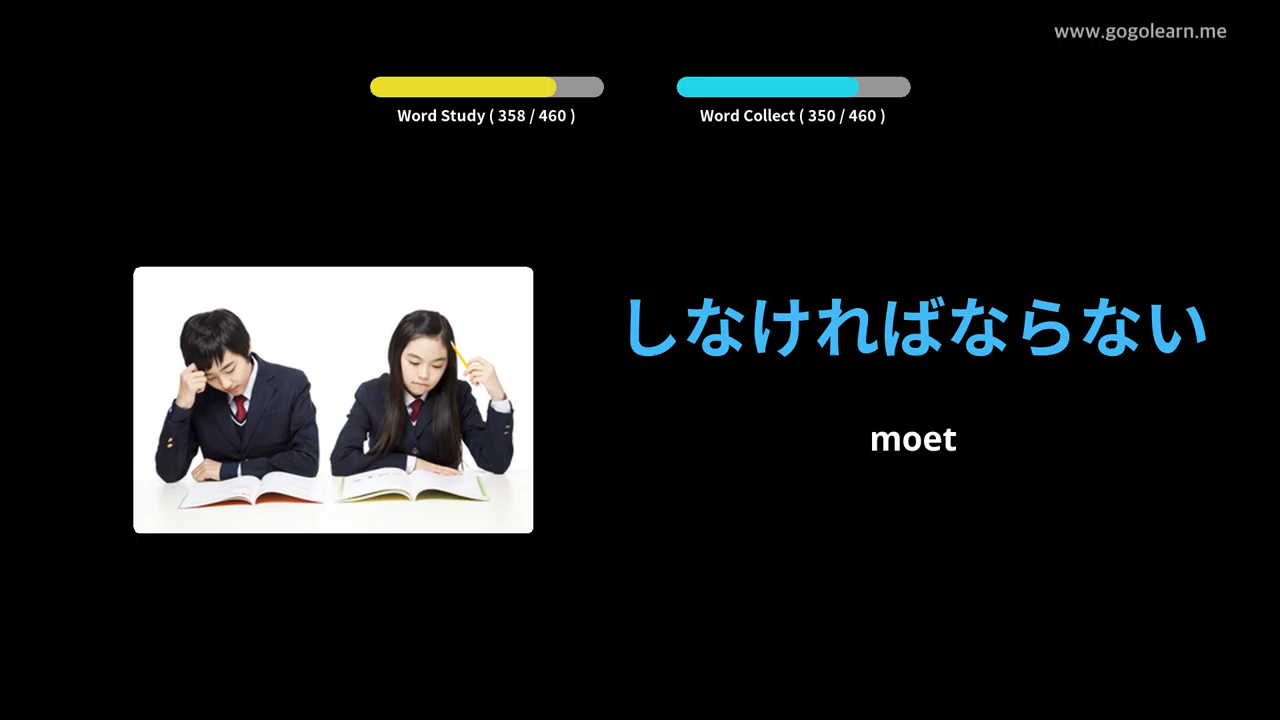 www.gogolearn.me
Word Study ( 358 / 460 )
Word Collect ( 350 / 460 )
しなければならない
moet